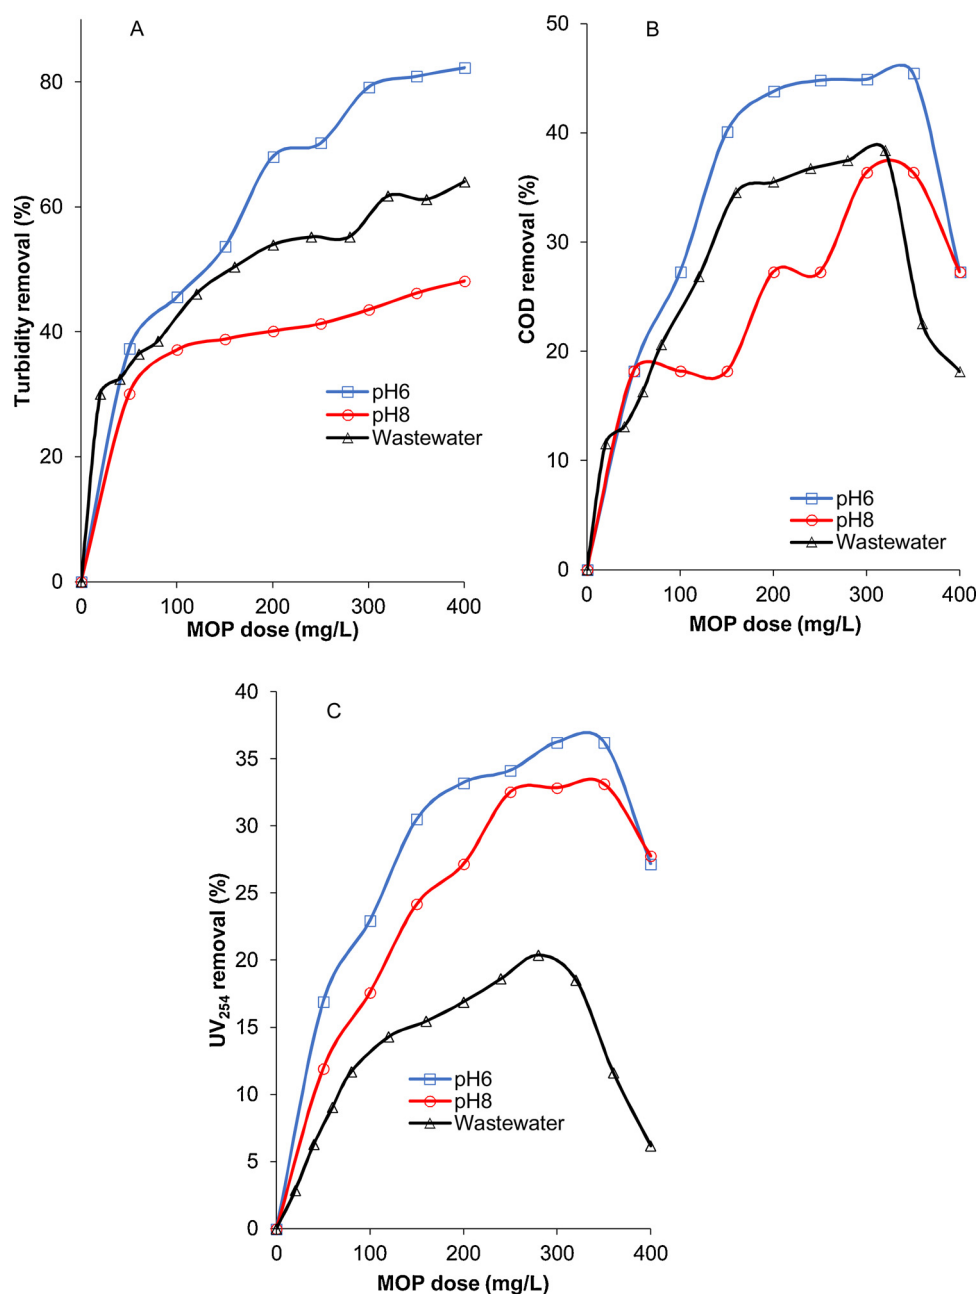 A
Turbidity removal (%)
80
60
40
20
0
pH6
pH8
Wastewater
0 100 200 300 400
MOP dose (mg/L)
B
COD removal (%)
50
40
30
20
10
0
pH6
pH8
Wastewater
0 100 200 300 400
MOP dose (mg/L)
C
UV254 removal (%)
40
35
30
25
20
15
10
5
0
pH6
pH8
Wastewater
0 100 200 300 400
MOP dose (mg/L)